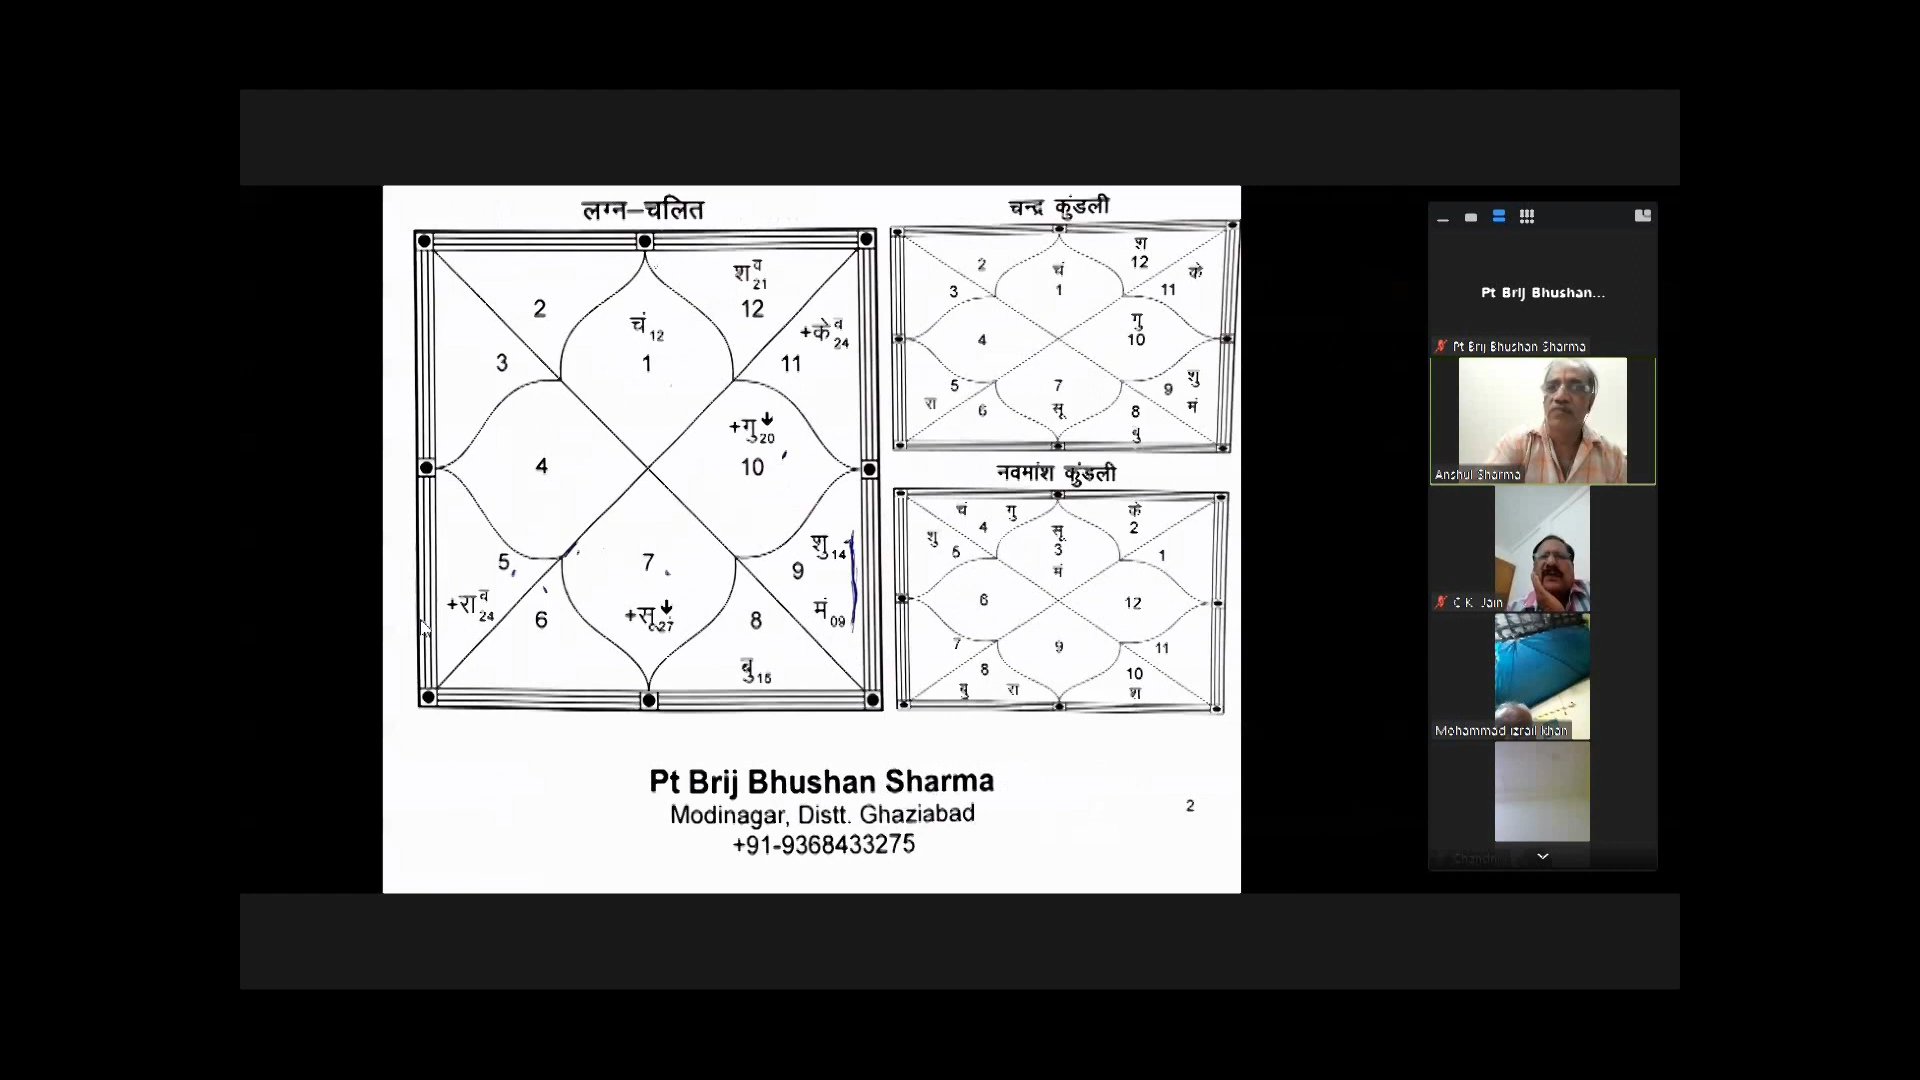 लग्न–चलित
2
चं 12
1
श व 21
12
+के व 24
11
3
+गु 20
10
4
5
+रा व 24
6
7
+सू 27
8
बु 15
शु 14
9
मं 09
चन्द्र कुंडली
2
चं
1
श
12
के
11
3
4
गु
10
5
रा
6
7
सू
8
बु
9
शु
मं
नवमांश कुंडली
चं
गु
4
सू
3
मं
के
2
शु
5
1
6
12
7
8
बु
रा
9
11
10
श
Pt Brij Bhushan Sharma
Modinagar, Distt. Ghaziabad
+91-9368433275
2
Pt Brij Bhushan...
Pt Brij Bhushan Sharma
Anshul Sharma
C K Jain
Mohammad izrail khan